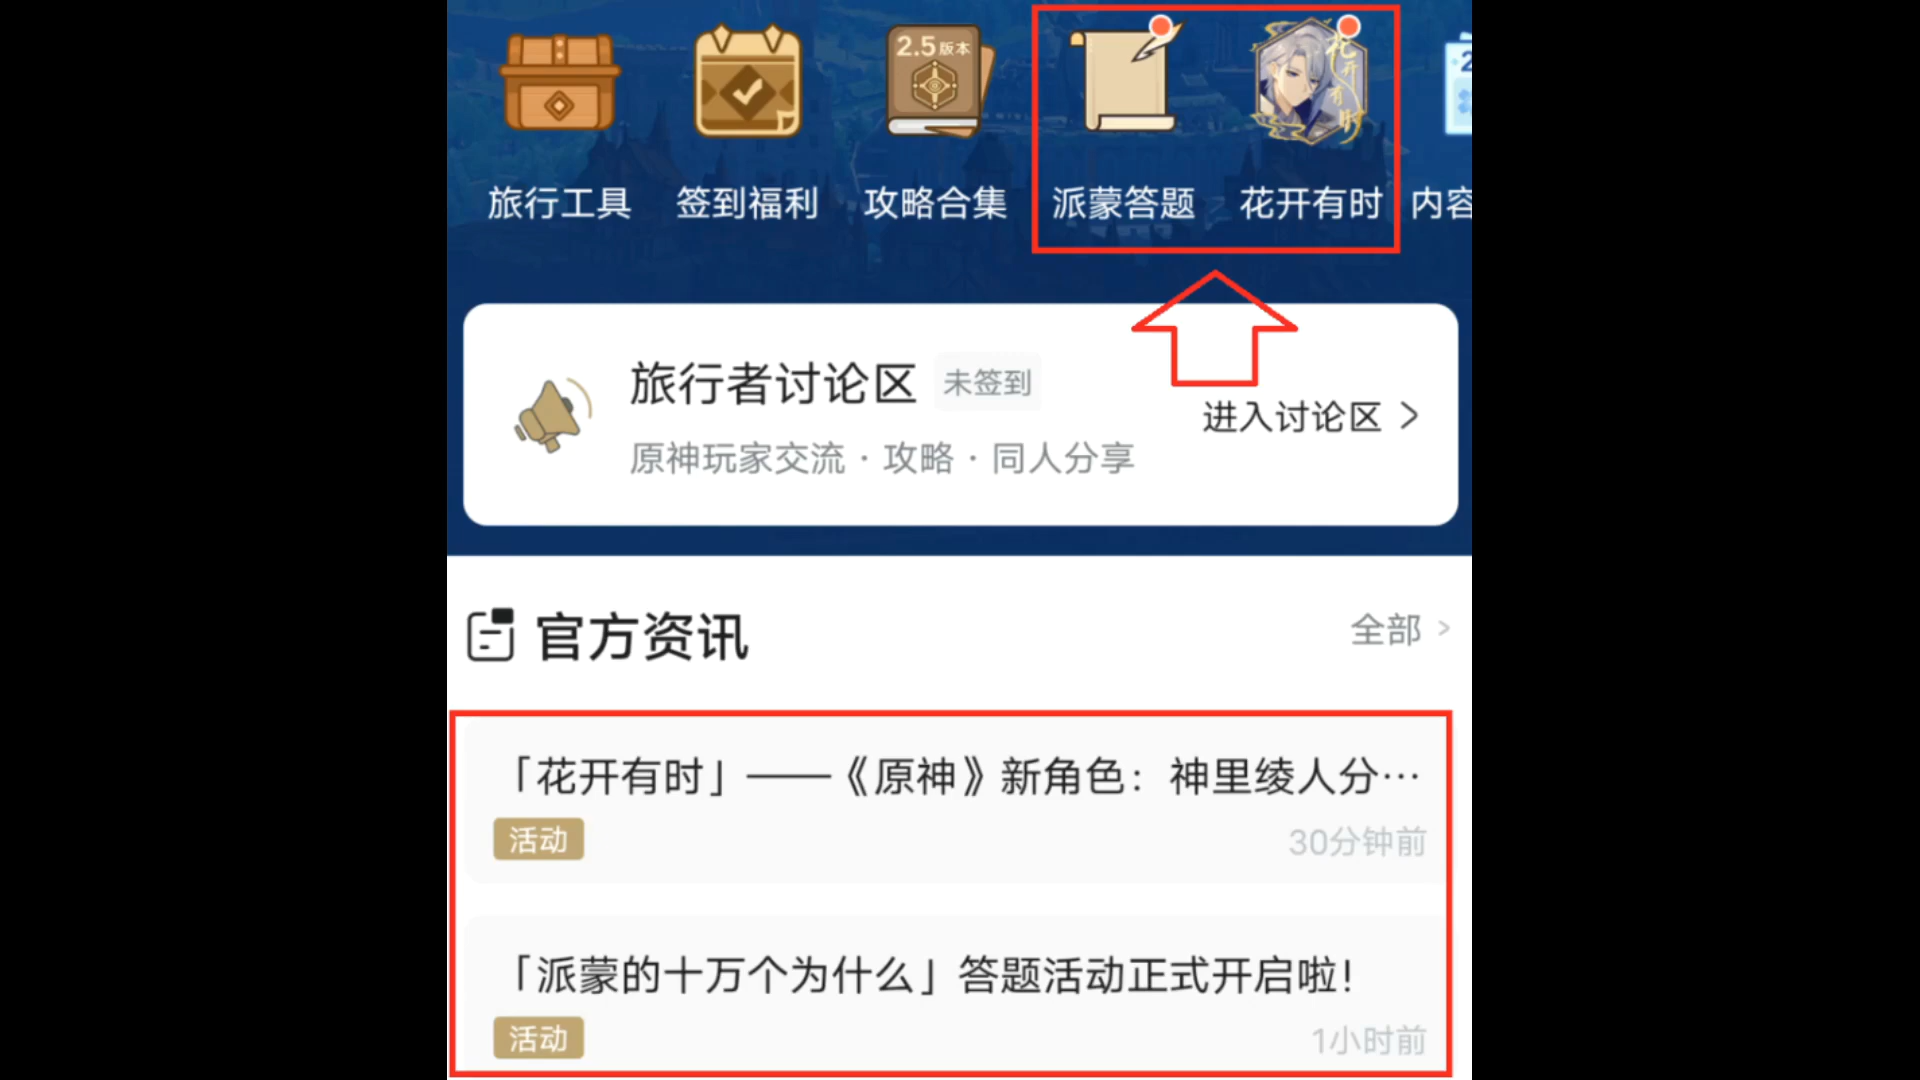 2.5版本
花开有时
旅行工具 签到福利 攻略合集 派蒙答题 花开有时 内容
旅行者讨论区 未签到
进入讨论区
原神玩家交流 · 攻略 · 同人分享
官方资讯
全部
「花开有时」——《原神》新角色：神里绫人分…
活动 30分钟前
「派蒙的十万个为什么」答题活动正式开启啦！
活动 1小时前